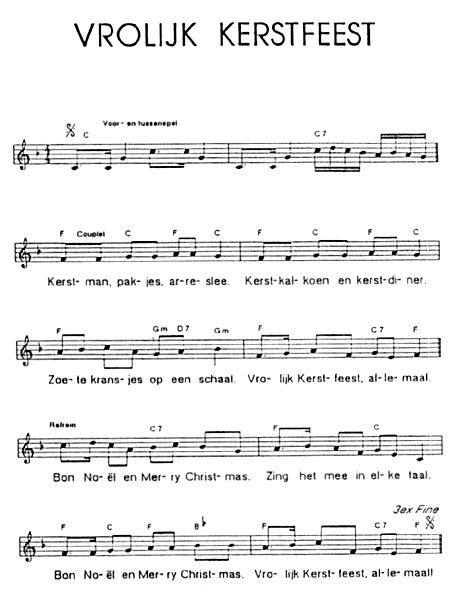 VROLIJK KERSTFEEST
Voor- en tussenspel
C C7
F Couplet C G F C F C
Kerst- man, pak- jes, ar- re- slee. Kerst-kal- koen en kerst-di- ner.
F Gm D7 Gm F C7 F
Zoe- te krans- jes op een schaal. Vro- lijk Kerst- feest, al- le- maal.
Refrein
F C7 F C
Bon No- ël en Mer- ry Christ- mas. Zing het mee in el- ke taal.
3ex Fine
F C F Bb F C7 F
Bon No- ël en Mer- ry Christ- mas. Vro- lijk Kerst- feest, al- le- maal!